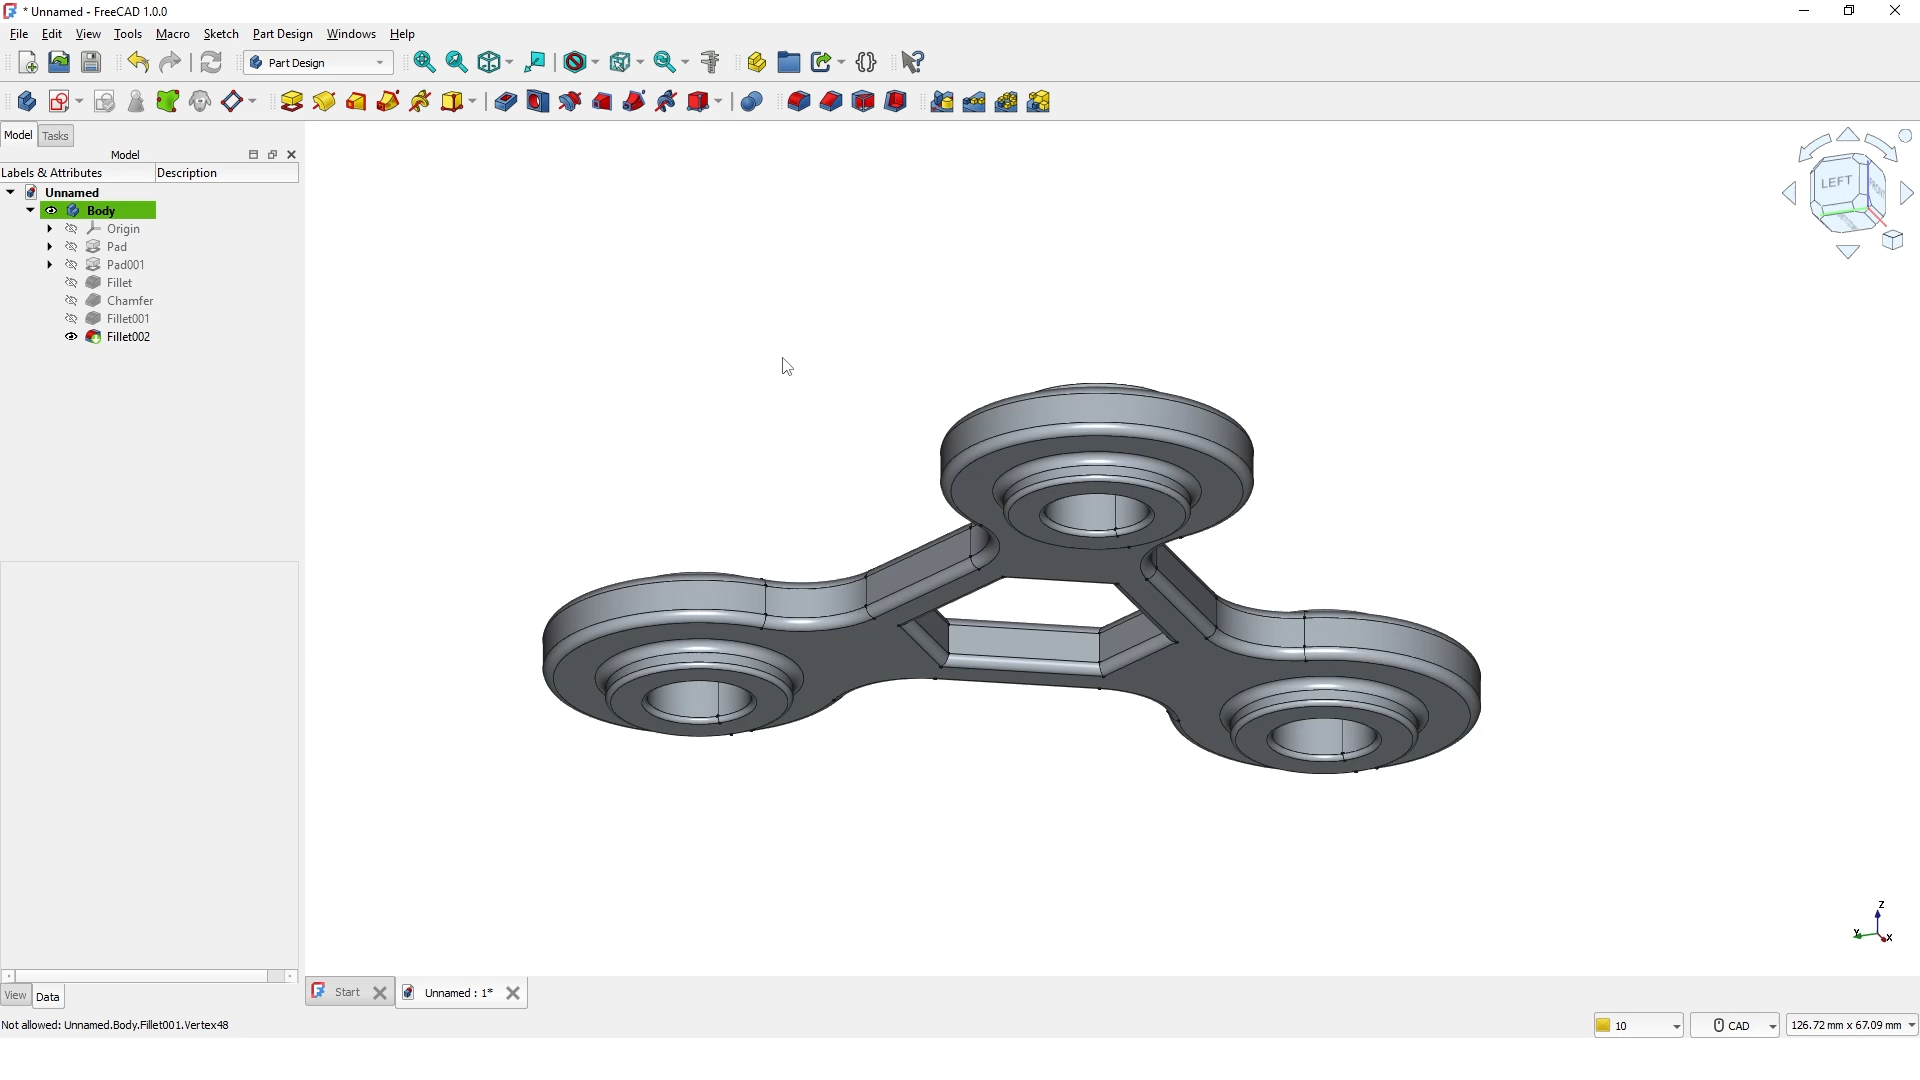 * Unnamed - FreeCAD 1.0.0
File Edit View Tools Macro Sketch Part Design Windows Help
Part Design
Model Tasks
Model
Labels & Attributes Description
Unnamed
Body
Origin
Pad
Pad001
Fillet
Chamfer
Fillet001
Fillet002
LEFT
Z
Y
X
View Data
Start
Unnamed : 1*
Not allowed: Unnamed.Body.Fillet001.Vertex48
10
CAD
126.72 mm x 67.09 mm